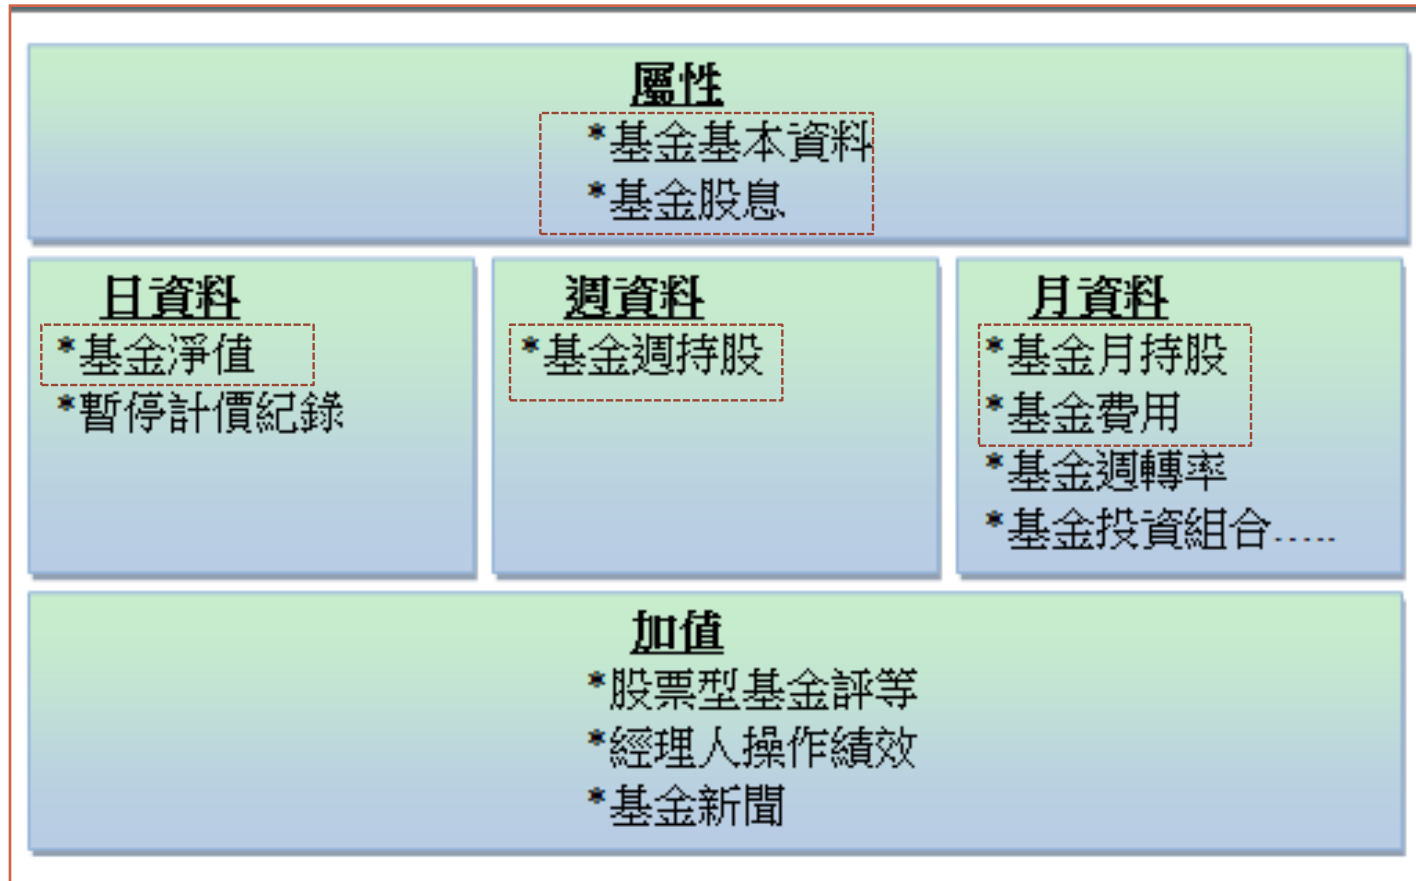 屬性
*基金基本資料
*基金股息
日資料
*基金淨值
*暫停計價紀錄
週資料
*基金週持股
月資料
*基金月持股
*基金費用
*基金週轉率
*基金投資組合.....
加值
*股票型基金評等
*經理人操作績效
*基金新聞